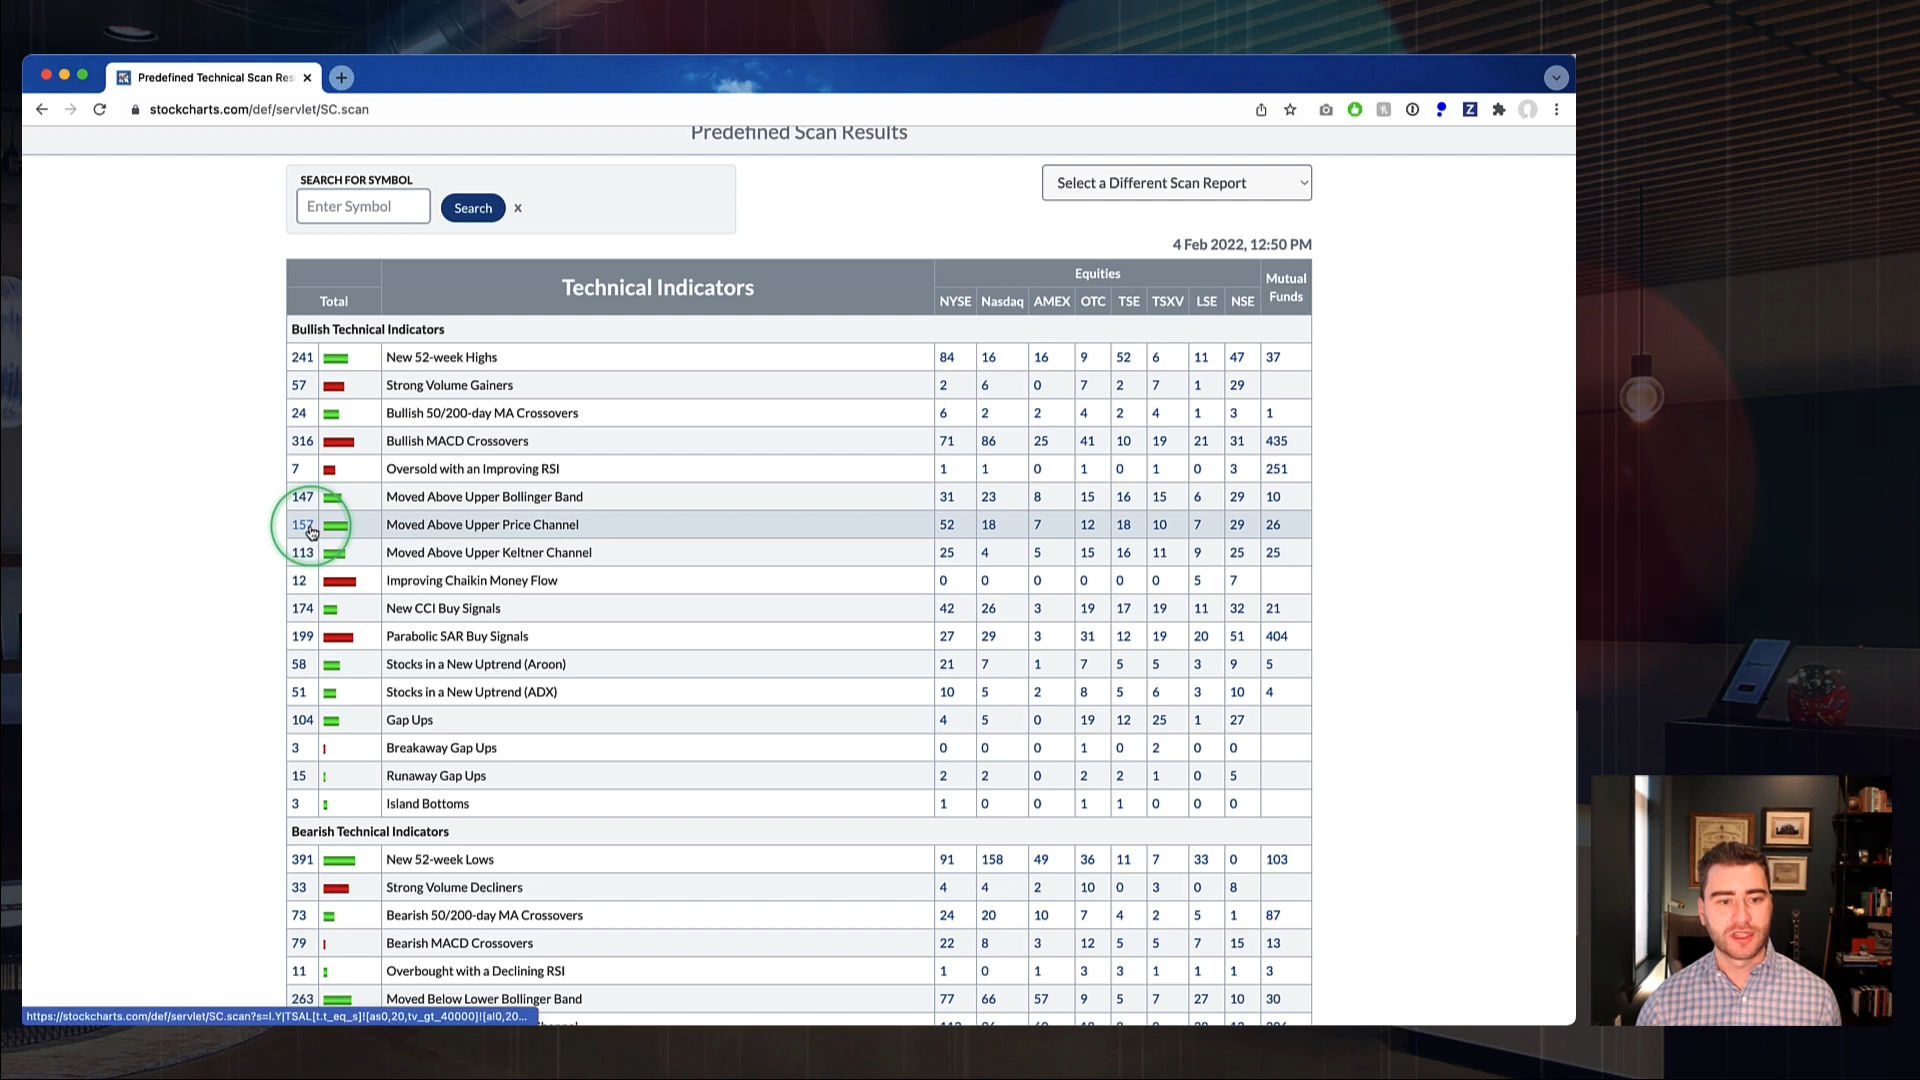 Predefined Technical Scan Res
stockcharts.com/def/servlet/SC.scan
Predefined Scan Results
SEARCH FOR SYMBOL
Enter Symbol
Search
x
Select a Different Scan Report
4 Feb 2022, 12:50 PM
Total Technical Indicators Equities Mutual Funds
NYSE Nasdaq AMEX OTC TSE TSXV LSE NSE
Bullish Technical Indicators
241 New 52-week Highs 84 16 16 9 52 6 11 47 37
57 Strong Volume Gainers 2 6 0 7 2 7 1 29
24 Bullish 50/200-day MA Crossovers 6 2 2 4 2 4 1 3 1
316 Bullish MACD Crossovers 71 86 25 41 10 19 21 31 435
7 Oversold with an Improving RSI 1 1 0 1 0 1 0 3 251
147 Moved Above Upper Bollinger Band 31 23 8 15 16 15 6 29 10
157 Moved Above Upper Price Channel 52 18 7 12 18 10 7 29 26
113 Moved Above Upper Keltner Channel 25 4 5 15 16 11 9 25 25
12 Improving Chaikin Money Flow 0 0 0 0 0 0 5 7
174 New CCI Buy Signals 42 26 3 19 17 19 11 32 21
199 Parabolic SAR Buy Signals 27 29 3 31 12 19 20 51 404
58 Stocks in a New Uptrend (Aroon) 21 7 1 7 5 5 3 9 5
51 Stocks in a New Uptrend (ADX) 10 5 2 8 5 6 3 10 4
104 Gap Ups 4 5 0 19 12 25 1 27
3 Breakaway Gap Ups 0 0 0 1 0 2 0 0
15 Runaway Gap Ups 2 2 0 2 2 1 0 5
3 Island Bottoms 1 0 0 1 1 0 0 0
Bearish Technical Indicators
391 New 52-week Lows 91 158 49 36 11 7 33 0 103
33 Strong Volume Decliners 4 4 2 10 0 3 0 8
73 Bearish 50/200-day MA Crossovers 24 20 10 7 4 2 5 1 87
79 Bearish MACD Crossovers 22 8 3 12 5 5 7 15 13
11 Overbought with a Declining RSI 1 0 1 3 3 1 1 1 3
263 Moved Below Lower Bollinger Band 77 66 57 9 5 7 27 10 30
https://stockcharts.com/def/servlet/SC.scan?s=I.Y|TSAL[t.t_eq_s]![as0,20,tv_gt_40000]![al0,20...